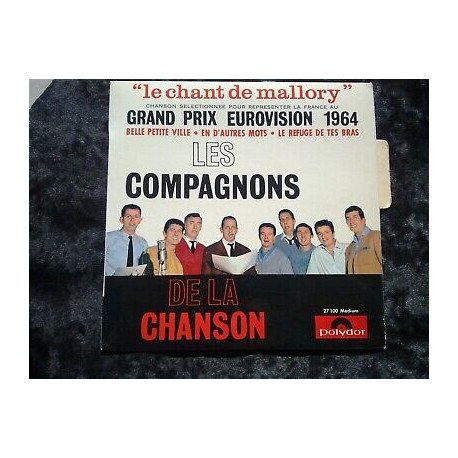 "le chant de mallory"
CHANSON SELECTIONNEE POUR REPRESENTER LA FRANCE AU
GRAND PRIX EUROVISION 1964
BELLE PETITE VILLE • EN D'AUTRES MOTS • LE REFUGE DE TES BRAS
LES
COMPAGNONS
DE LA
CHANSON
27 100 Médium
Polydor